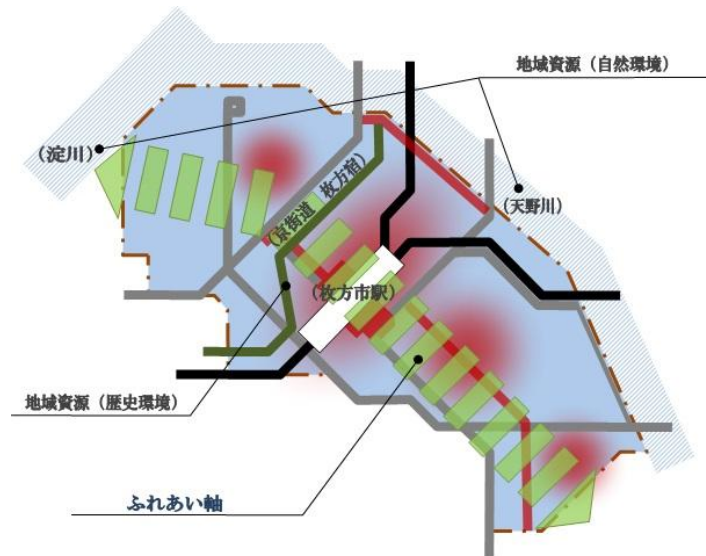 地域資源（自然環境）
（淀川）
（京街道　枚方宿）
（天野川）
（枚方市駅）
地域資源（歴史環境）
ふれあい軸